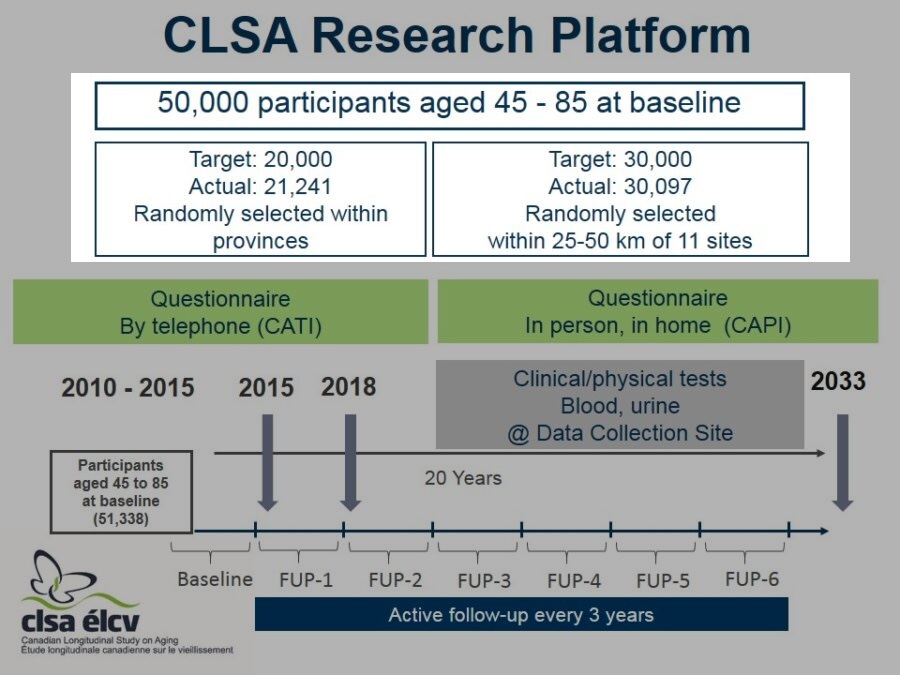 CLSA Research Platform
50,000 participants aged 45 - 85 at baseline
Target: 20,000
Actual: 21,241
Randomly selected within
provinces
Target: 30,000
Actual: 30,097
Randomly selected
within 25-50 km of 11 sites
Questionnaire
By telephone (CATI)
Questionnaire
In person, in home (CAPI)
2010 - 2015
2015
2018
Clinical/physical tests
Blood, urine
@ Data Collection Site
2033
Participants
aged 45 to 85
at baseline
(51,338)
20 Years
Baseline
FUP-1
FUP-2
FUP-3
FUP-4
FUP-5
FUP-6
Active follow-up every 3 years
clsa élcv
Canadian Longitudinal Study on Aging
Étude longitudinale canadienne sur le vieillissement